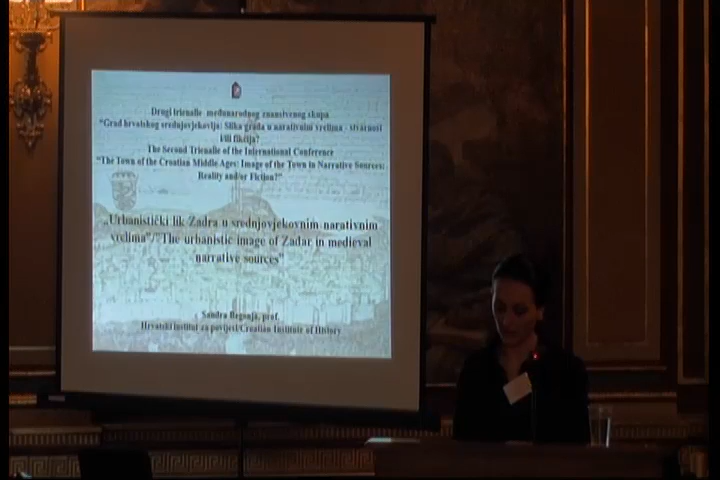 Drugi trienalle međunarodnog znanstvenog skupa
"Grad hrvatskog srednjovjekovlja: Slika grada u narativnim vrelima - stvarnost
i/ili fikcija?
The Second Trienalle of the International Conference
"The Town of the Croatian Middle Ages: Image of the Town in Narrative Sources:
Reality and/or Fiction?"
„Urbanistički lik Zadra u srednjovjekovnim narativnim
vrelima"/"The urbanistic image of Zadar in medieval
narrative sources"
Sandra Begonja, prof.
Hrvatski institut za povijest/Croatian Institute of History